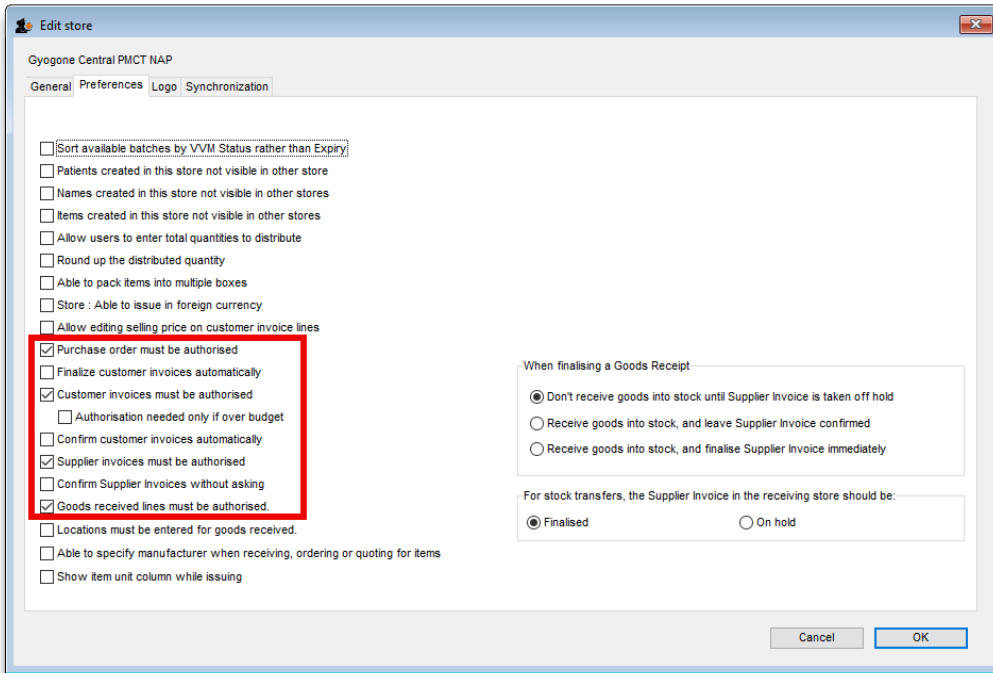 Edit store
Gyogone Central PMCT NAP
General Preferences Logo Synchronization
Sort available batches by VVM Status rather than Expiry
Patients created in this store not visible in other store
Names created in this store not visible in other stores
Items created in this store not visible in other stores
Allow users to enter total quantities to distribute
Round up the distributed quantity
Able to pack items into multiple boxes
Store : Able to issue in foreign currency
Allow editing selling price on customer invoice lines
Purchase order must be authorised
Finalize customer invoices automatically
Customer invoices must be authorised
Authorisation needed only if over budget
Confirm customer invoices automatically
Supplier invoices must be authorised
Confirm Supplier Invoices without asking
Goods received lines must be authorised.
Locations must be entered for goods received.
Able to specify manufacturer when receiving, ordering or quoting for items
Show item unit column while issuing
When finalising a Goods Receipt
Don't receive goods into stock until Supplier Invoice is taken off hold
Receive goods into stock, and leave Supplier Invoice confirmed
Receive goods into stock, and finalise Supplier Invoice immediately
For stock transfers, the Supplier Invoice in the receiving store should be:
Finalised On hold
Cancel OK